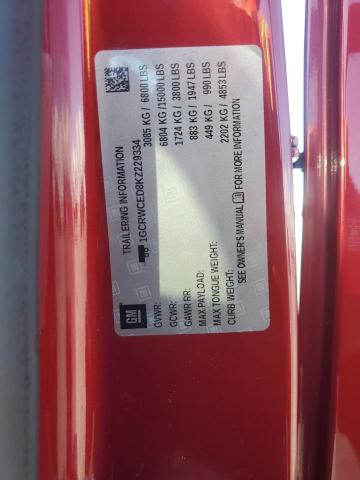 GM
TRAILERING INFORMATION
1GCRWCED8KZ229334
GVWR: 3085 KG / 6800 LBS
GCWR: 6804 KG /15000 LBS
GAWR RR: 1724 KG / 3800 LBS
MAX PAYLOAD: 883 KG / 1947 LBS
MAX TONGUE WEIGHT: 449 KG / 990 LBS
CURB WEIGHT: 2202 KG / 4853 LBS
SEE OWNER'S MANUAL FOR MORE INFORMATION